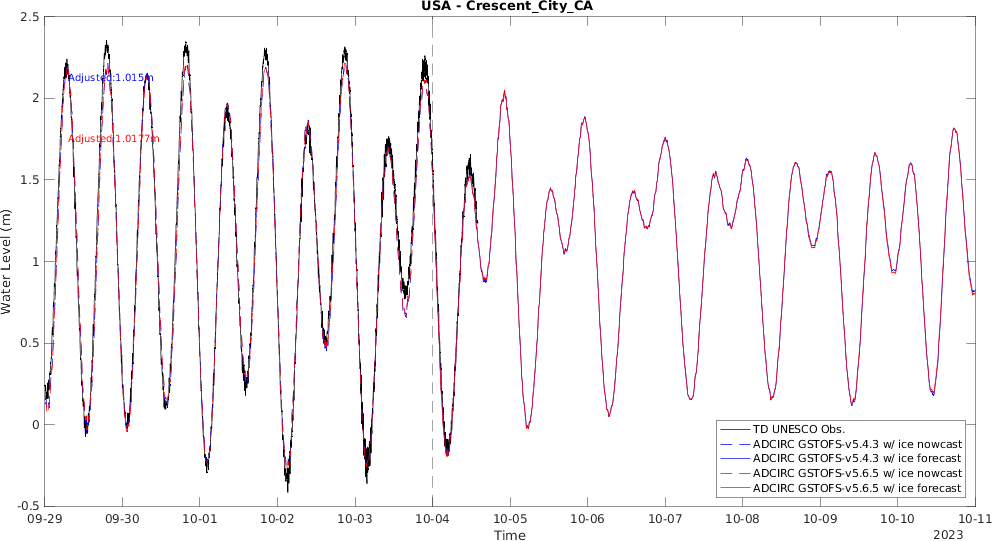 USA - Crescent_City_CA
2.5
2
1.5
1
0.5
0
-0.5
Water Level (m)
Adjusted:1.015m
Adjusted:1.0177m
TD UNESCO Obs.
ADCIRC GSTOFS-v5.4.3 w/ ice nowcast
ADCIRC GSTOFS-v5.4.3 w/ ice forecast
ADCIRC GSTOFS-v5.6.5 w/ ice nowcast
ADCIRC GSTOFS-v5.6.5 w/ ice forecast
09-29 09-30 10-01 10-02 10-03 10-04 10-05 10-06 10-07 10-08 10-09 10-10 10-11
Time
2023